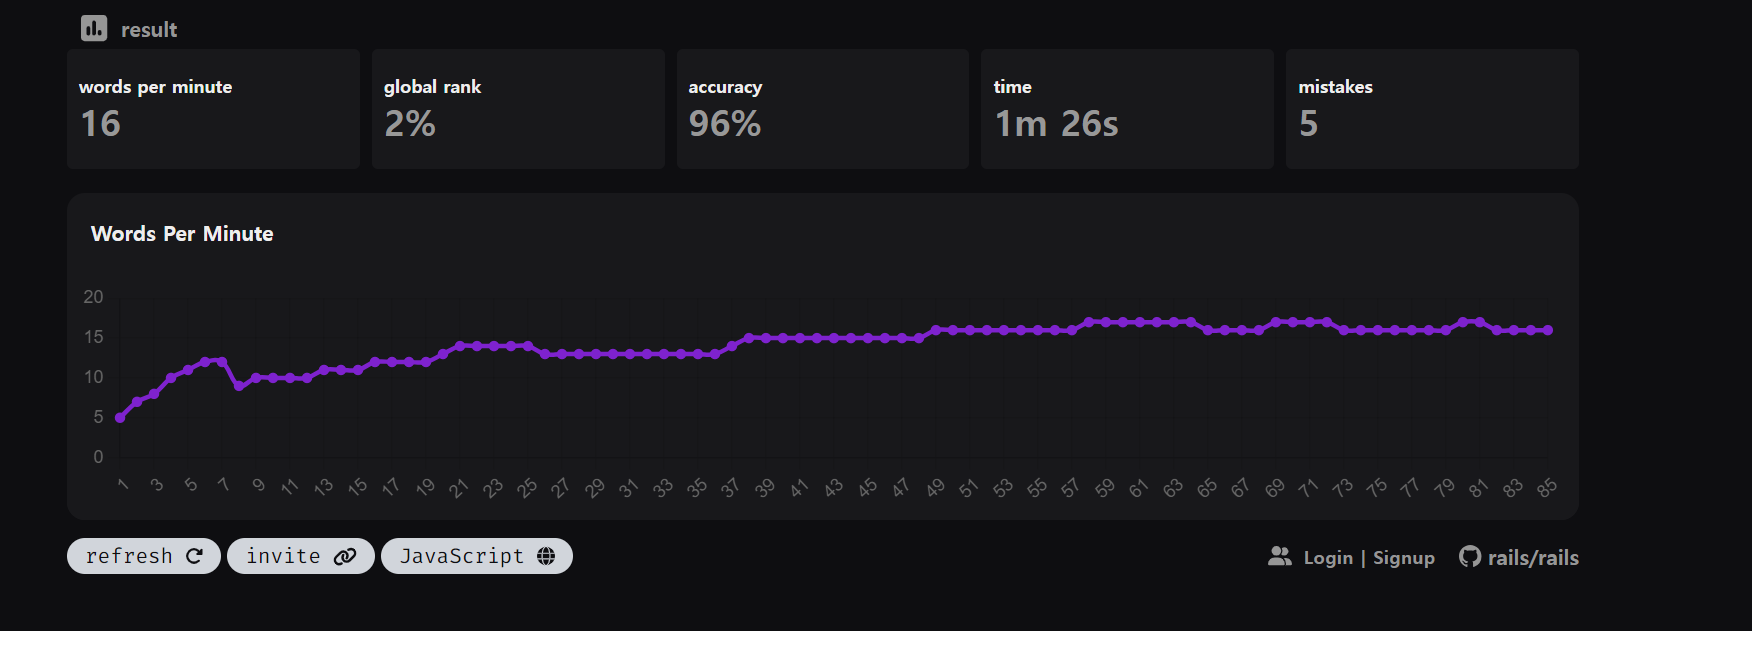 result
words per minute
16
global rank
2%
accuracy
96%
time
1m 26s
mistakes
5
Words Per Minute
20
15
10
5
0
1 3 5 7 9 11 13 15 17 19 21 23 25 27 29 31 33 35 37 39 41 43 45 47 49 51 53 55 57 59 61 63 65 67 69 71 73 75 77 79 81 83 85
refresh invite JavaScript Login | Signup rails/rails